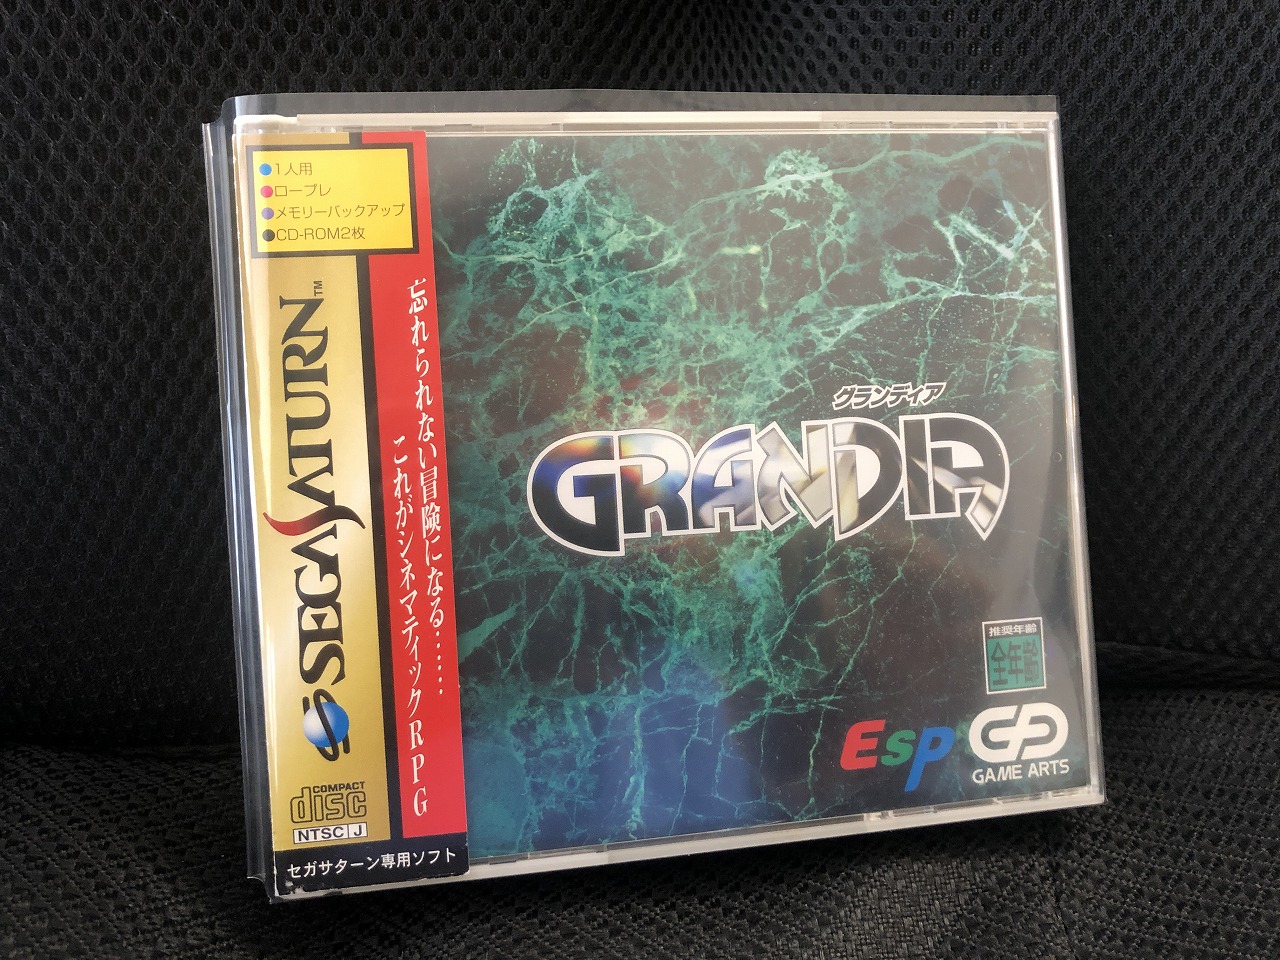 ●1人用
●ロープレ
●メモリーバックアップ
●CD-ROM2枚
SEGA SATURN™
忘れられない冒険になる……
これがシネマティックRPG
COMPACT
disc
NTSC J
セガサターン専用ソフト
グランディア
GRANDIA
推奨年齢
全年齢
Esp
GAME ARTS